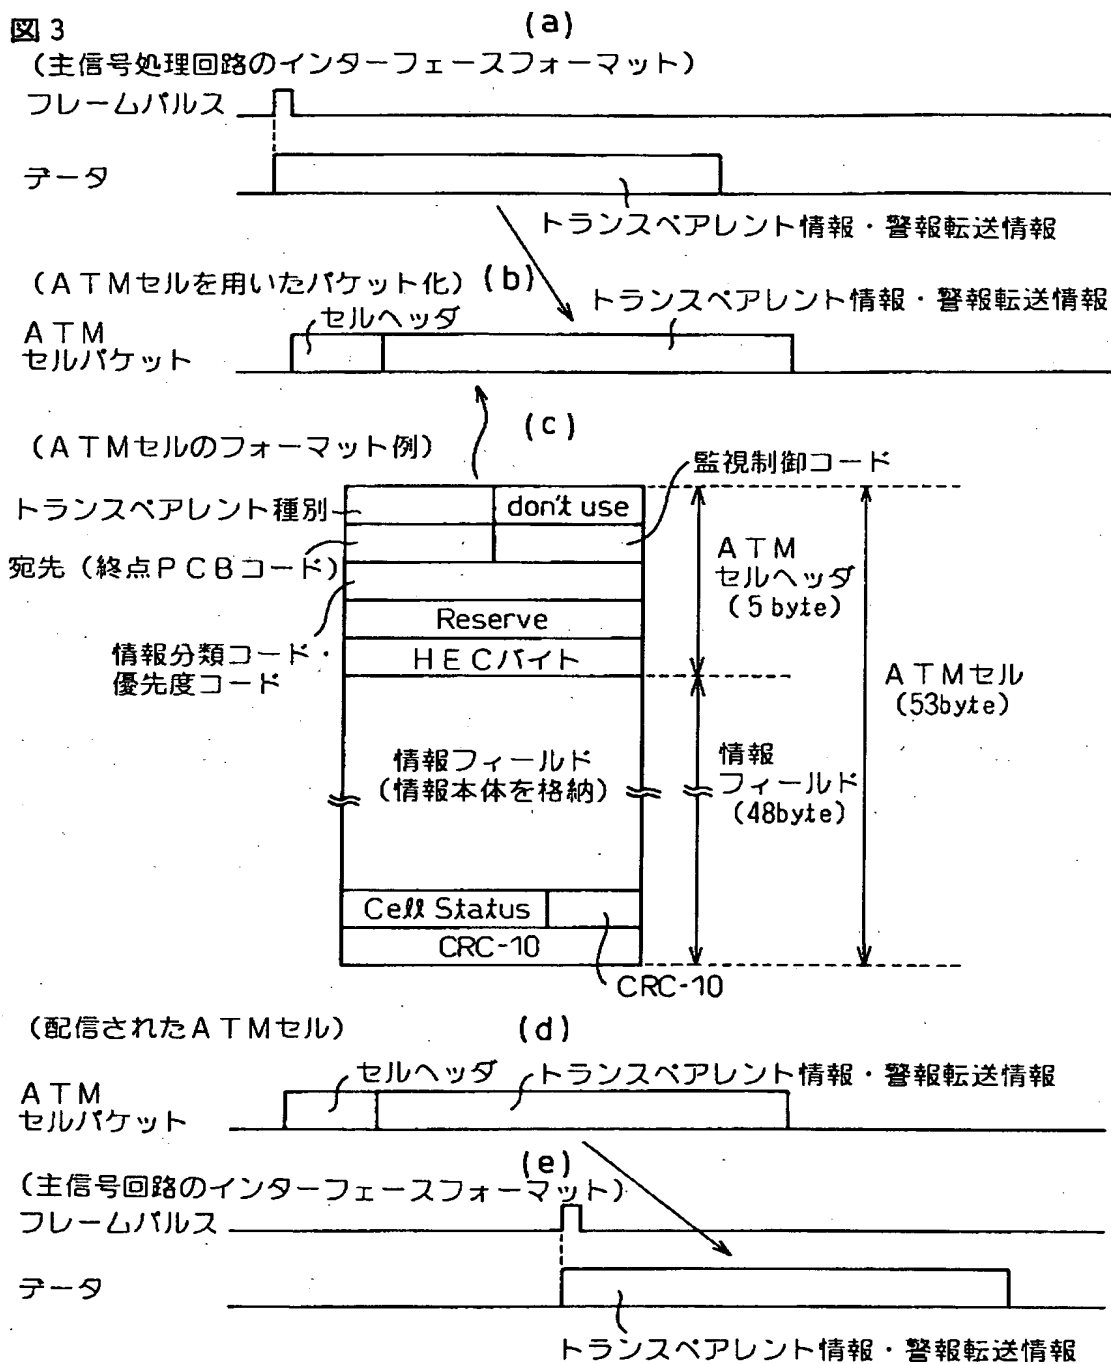 図3
(a)
（主信号処理回路のインターフェースフォーマット）
フレームパルス
データ
トランスペアレント情報・警報転送情報
（ATMセルを用いたパケット化）
(b)
トランスペアレント情報・警報転送情報
セルヘッダ
ATM
セルパケット
(c)
（ATMセルのフォーマット例）
監視制御コード
トランスペアレント種別
don't use
宛先（終点PCBコード）
ATM
セルヘッダ
(5 byte)
Reserve
HECバイト
情報分類コード・
優先度コード
ATMセル
(53byte)
情報フィールド
(情報本体を格納)
情報
フィールド
(48byte)
Cell Status
CRC-10
CRC-10
（配信されたATMセル）
(d)
セルヘッダ
トランスペアレント情報・警報転送情報
ATM
セルパケット
(e)
（主信号回路のインターフェースフォーマット）
フレームパルス
データ
トランスペアレント情報・警報転送情報